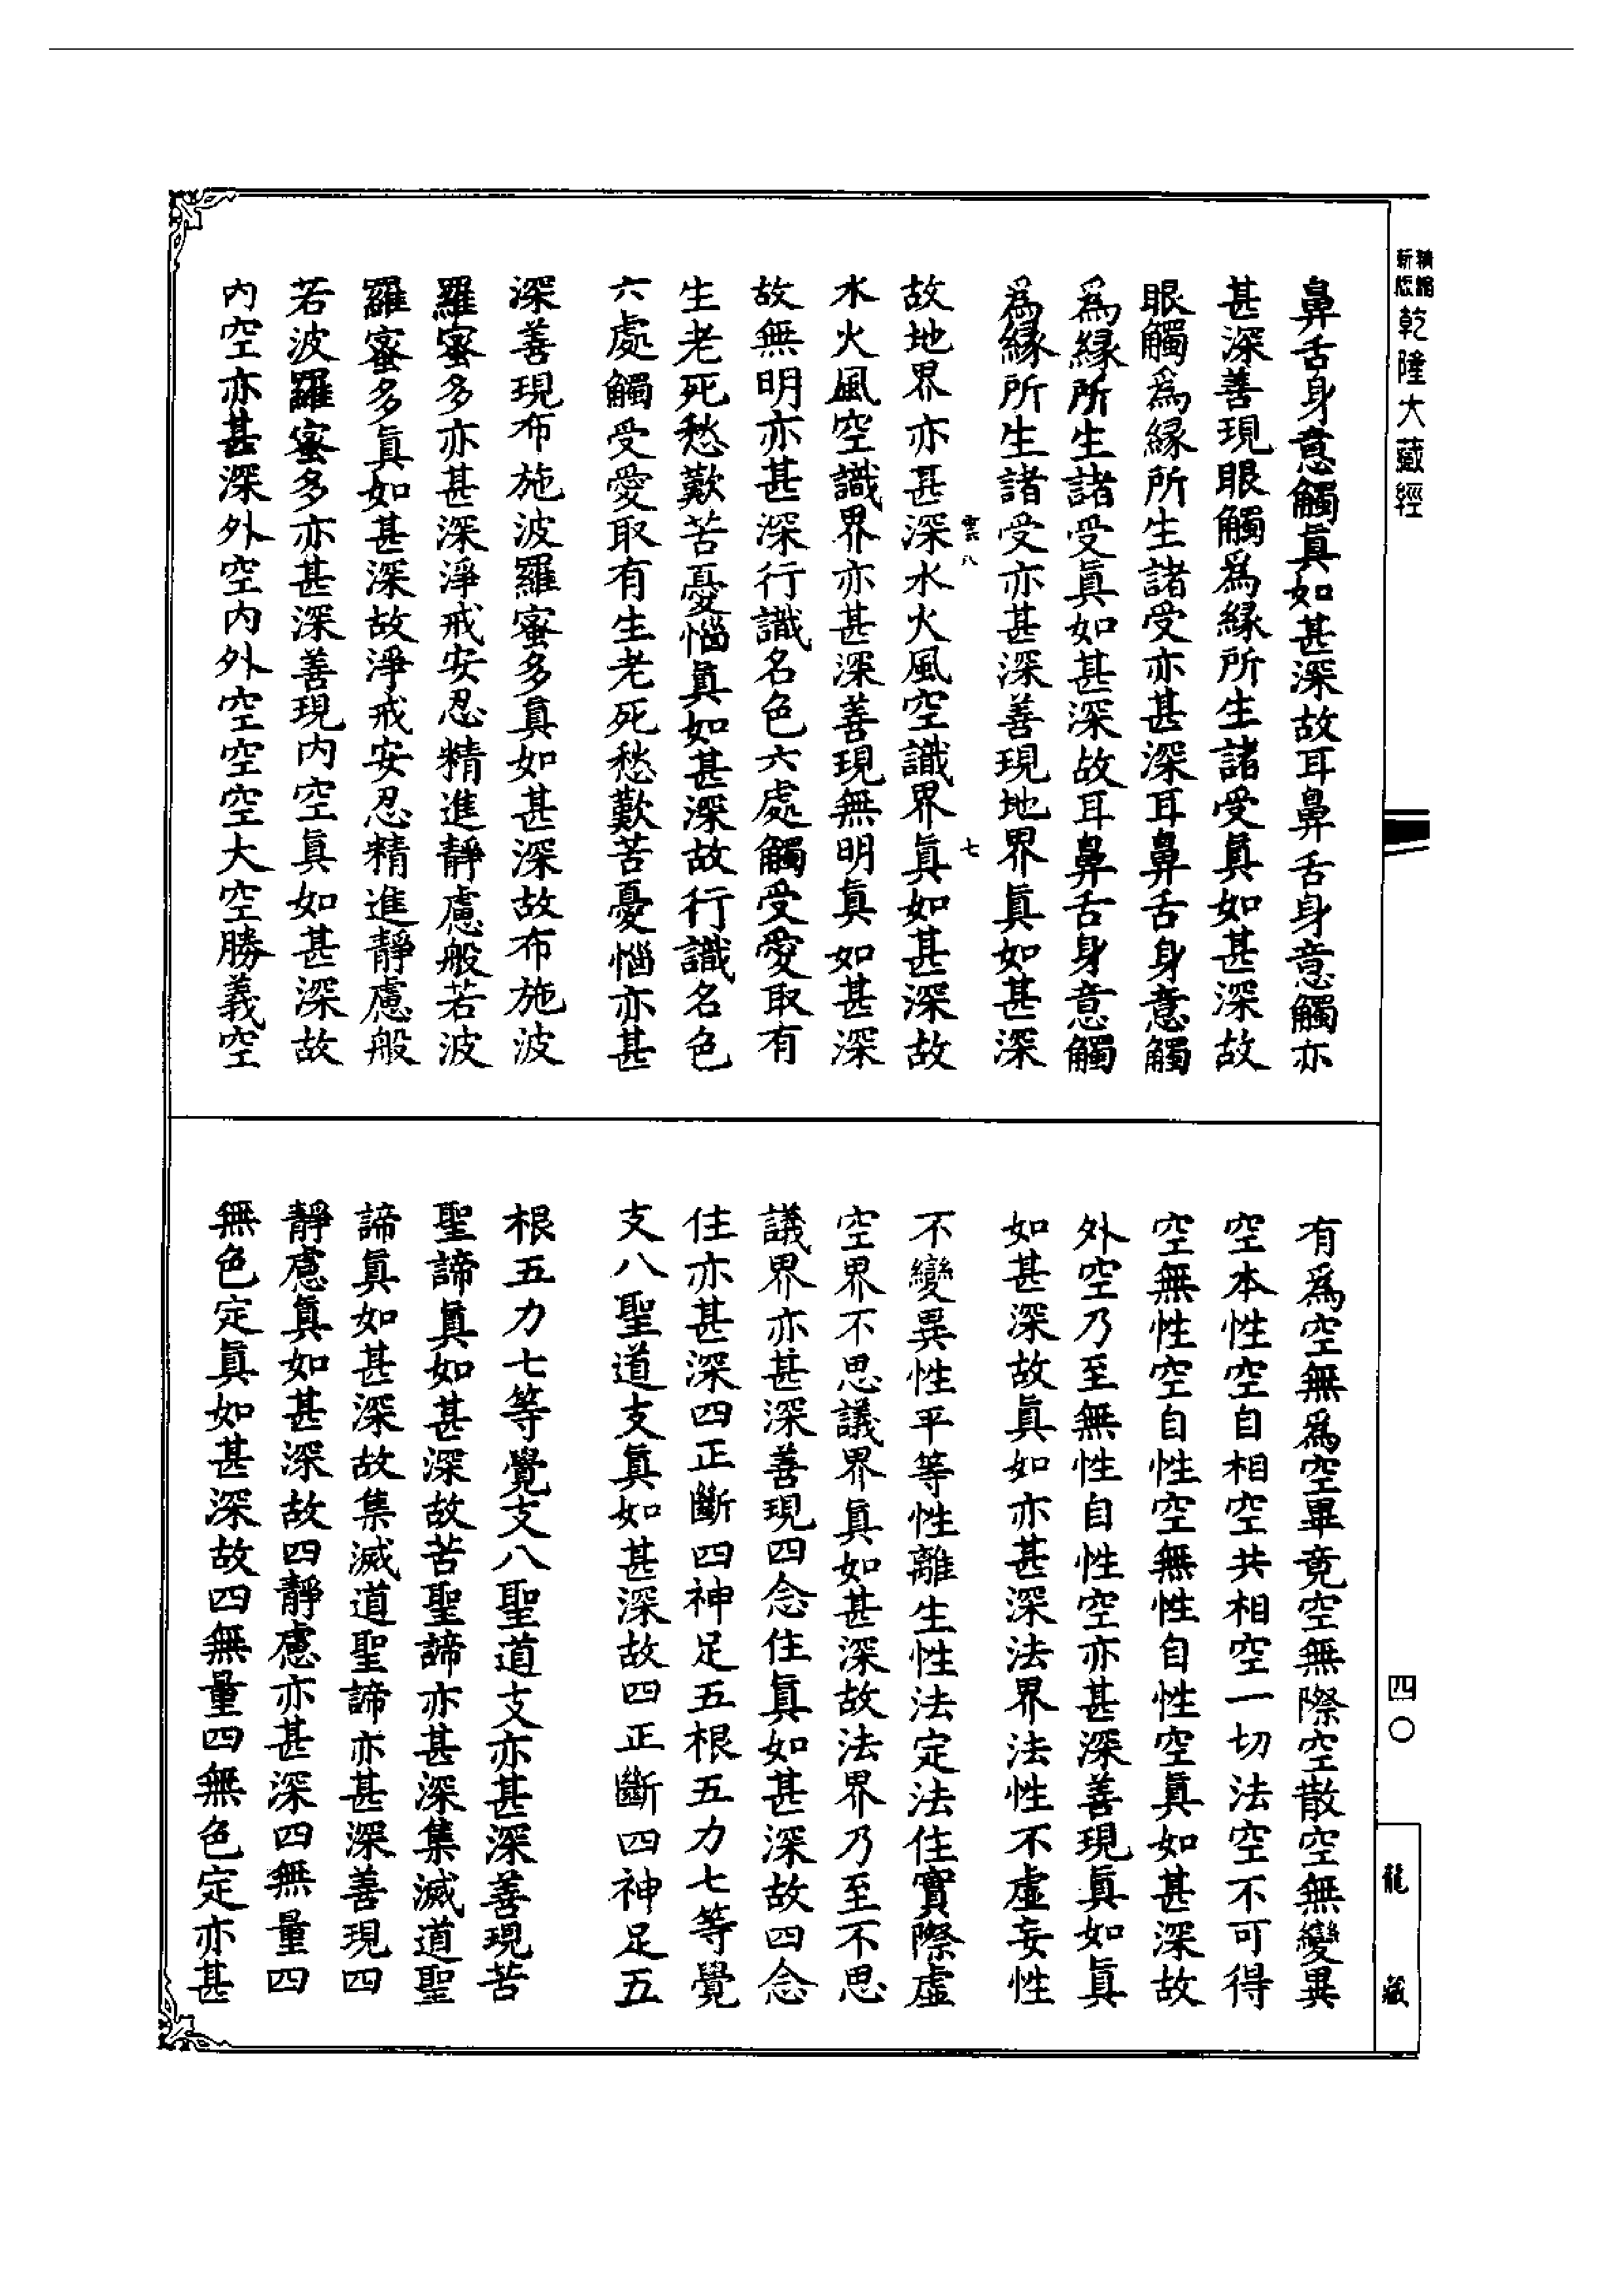 新版
精縮
乾隆大藏經
鼻舌身意觸眞如甚深故耳鼻舌身意觸亦
甚深善現眼觸爲緣所生諸受眞如甚深故
眼觸爲緣所生諸受亦甚深耳鼻舌身意觸
爲緣所生諸受眞如甚深故耳鼻舌身意觸
爲緣所生諸受亦甚深善現地界眞如甚深
雲八
七
故地界亦甚深水火風空識界眞如甚深故
水火風空識界亦甚深善現無明眞如甚深
故無明亦甚深行識名色六處觸受愛取有
生老死愁歎苦憂惱眞如甚深故行識名色
六處觸受愛取有生老死愁歎苦憂惱亦甚
深善現布施波羅蜜多眞如甚深故布施波
羅蜜多亦甚深淨戒安忍精進靜慮般若波
羅蜜多眞如甚深故淨戒安忍精進靜慮般
若波羅蜜多亦甚深善現內空眞如甚深故
內空亦甚深外空內外空空空大空勝義空
有爲空無爲空畢竟空無際空散空無變異
空本性空自相空共相空一切法空不可得
空無性空自性空無性自性空眞如甚深故
外空乃至無性自性空亦甚深善現眞如眞
如甚深故眞如亦甚深法界法性不虛妄性
不變異性平等性離生性法定法住實際虛
空界不思議界眞如甚深故法界乃至不思
議界亦甚深善現四念住眞如甚深故四念
住亦甚深四正斷四神足五根五力七等覺
支八聖道支眞如甚深故四正斷四神足五
根五力七等覺支八聖道支亦甚深善現苦
聖諦眞如甚深故苦聖諦亦甚深集滅道聖
諦眞如甚深故集滅道聖諦亦甚深善現四
靜慮眞如甚深故四靜慮亦甚深四無量四
無色定眞如甚深故四無量四無色定亦甚
四〇
龍藏